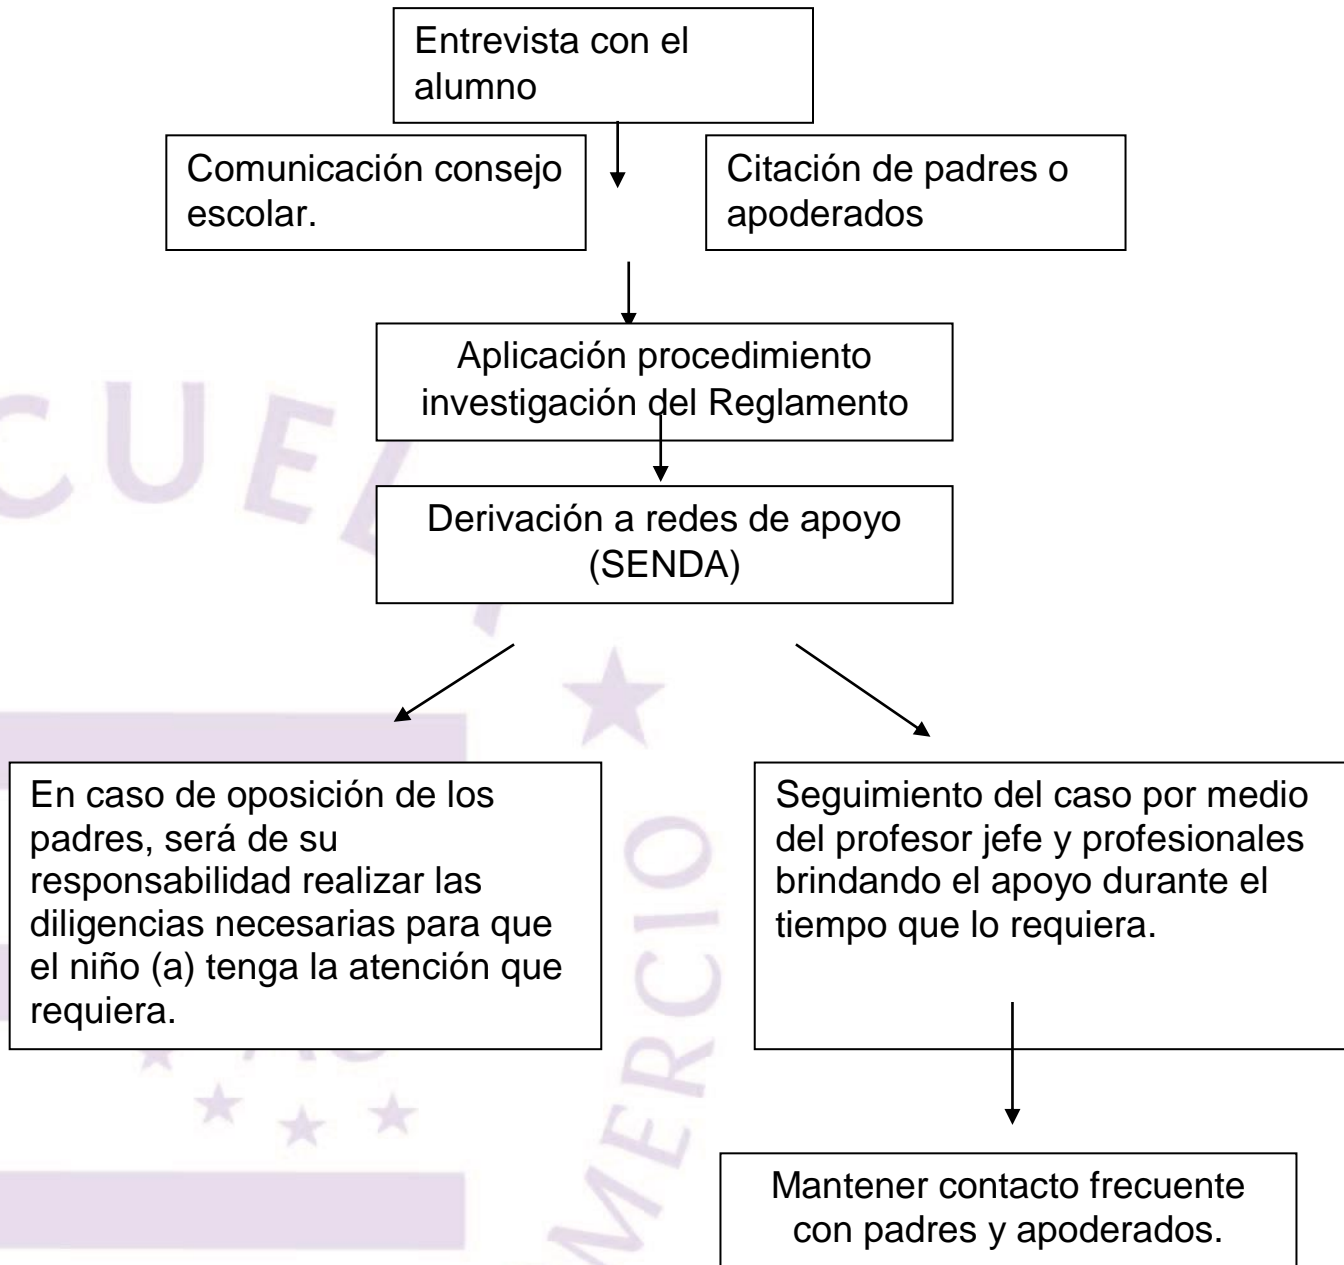 Entrevista con el
alumno
Comunicación consejo
escolar.
Citación de padres o
apoderados
Aplicación procedimiento
investigación del Reglamento
Derivación a redes de apoyo
(SENDA)
En caso de oposición de los
padres, será de su
responsabilidad realizar las
diligencias necesarias para que
el niño (a) tenga la atención que
requiera.
Seguimiento del caso por medio
del profesor jefe y profesionales
brindando el apoyo durante el
tiempo que lo requiera.
Mantener contacto frecuente
con padres y apoderados.
CUEL
MERCIO